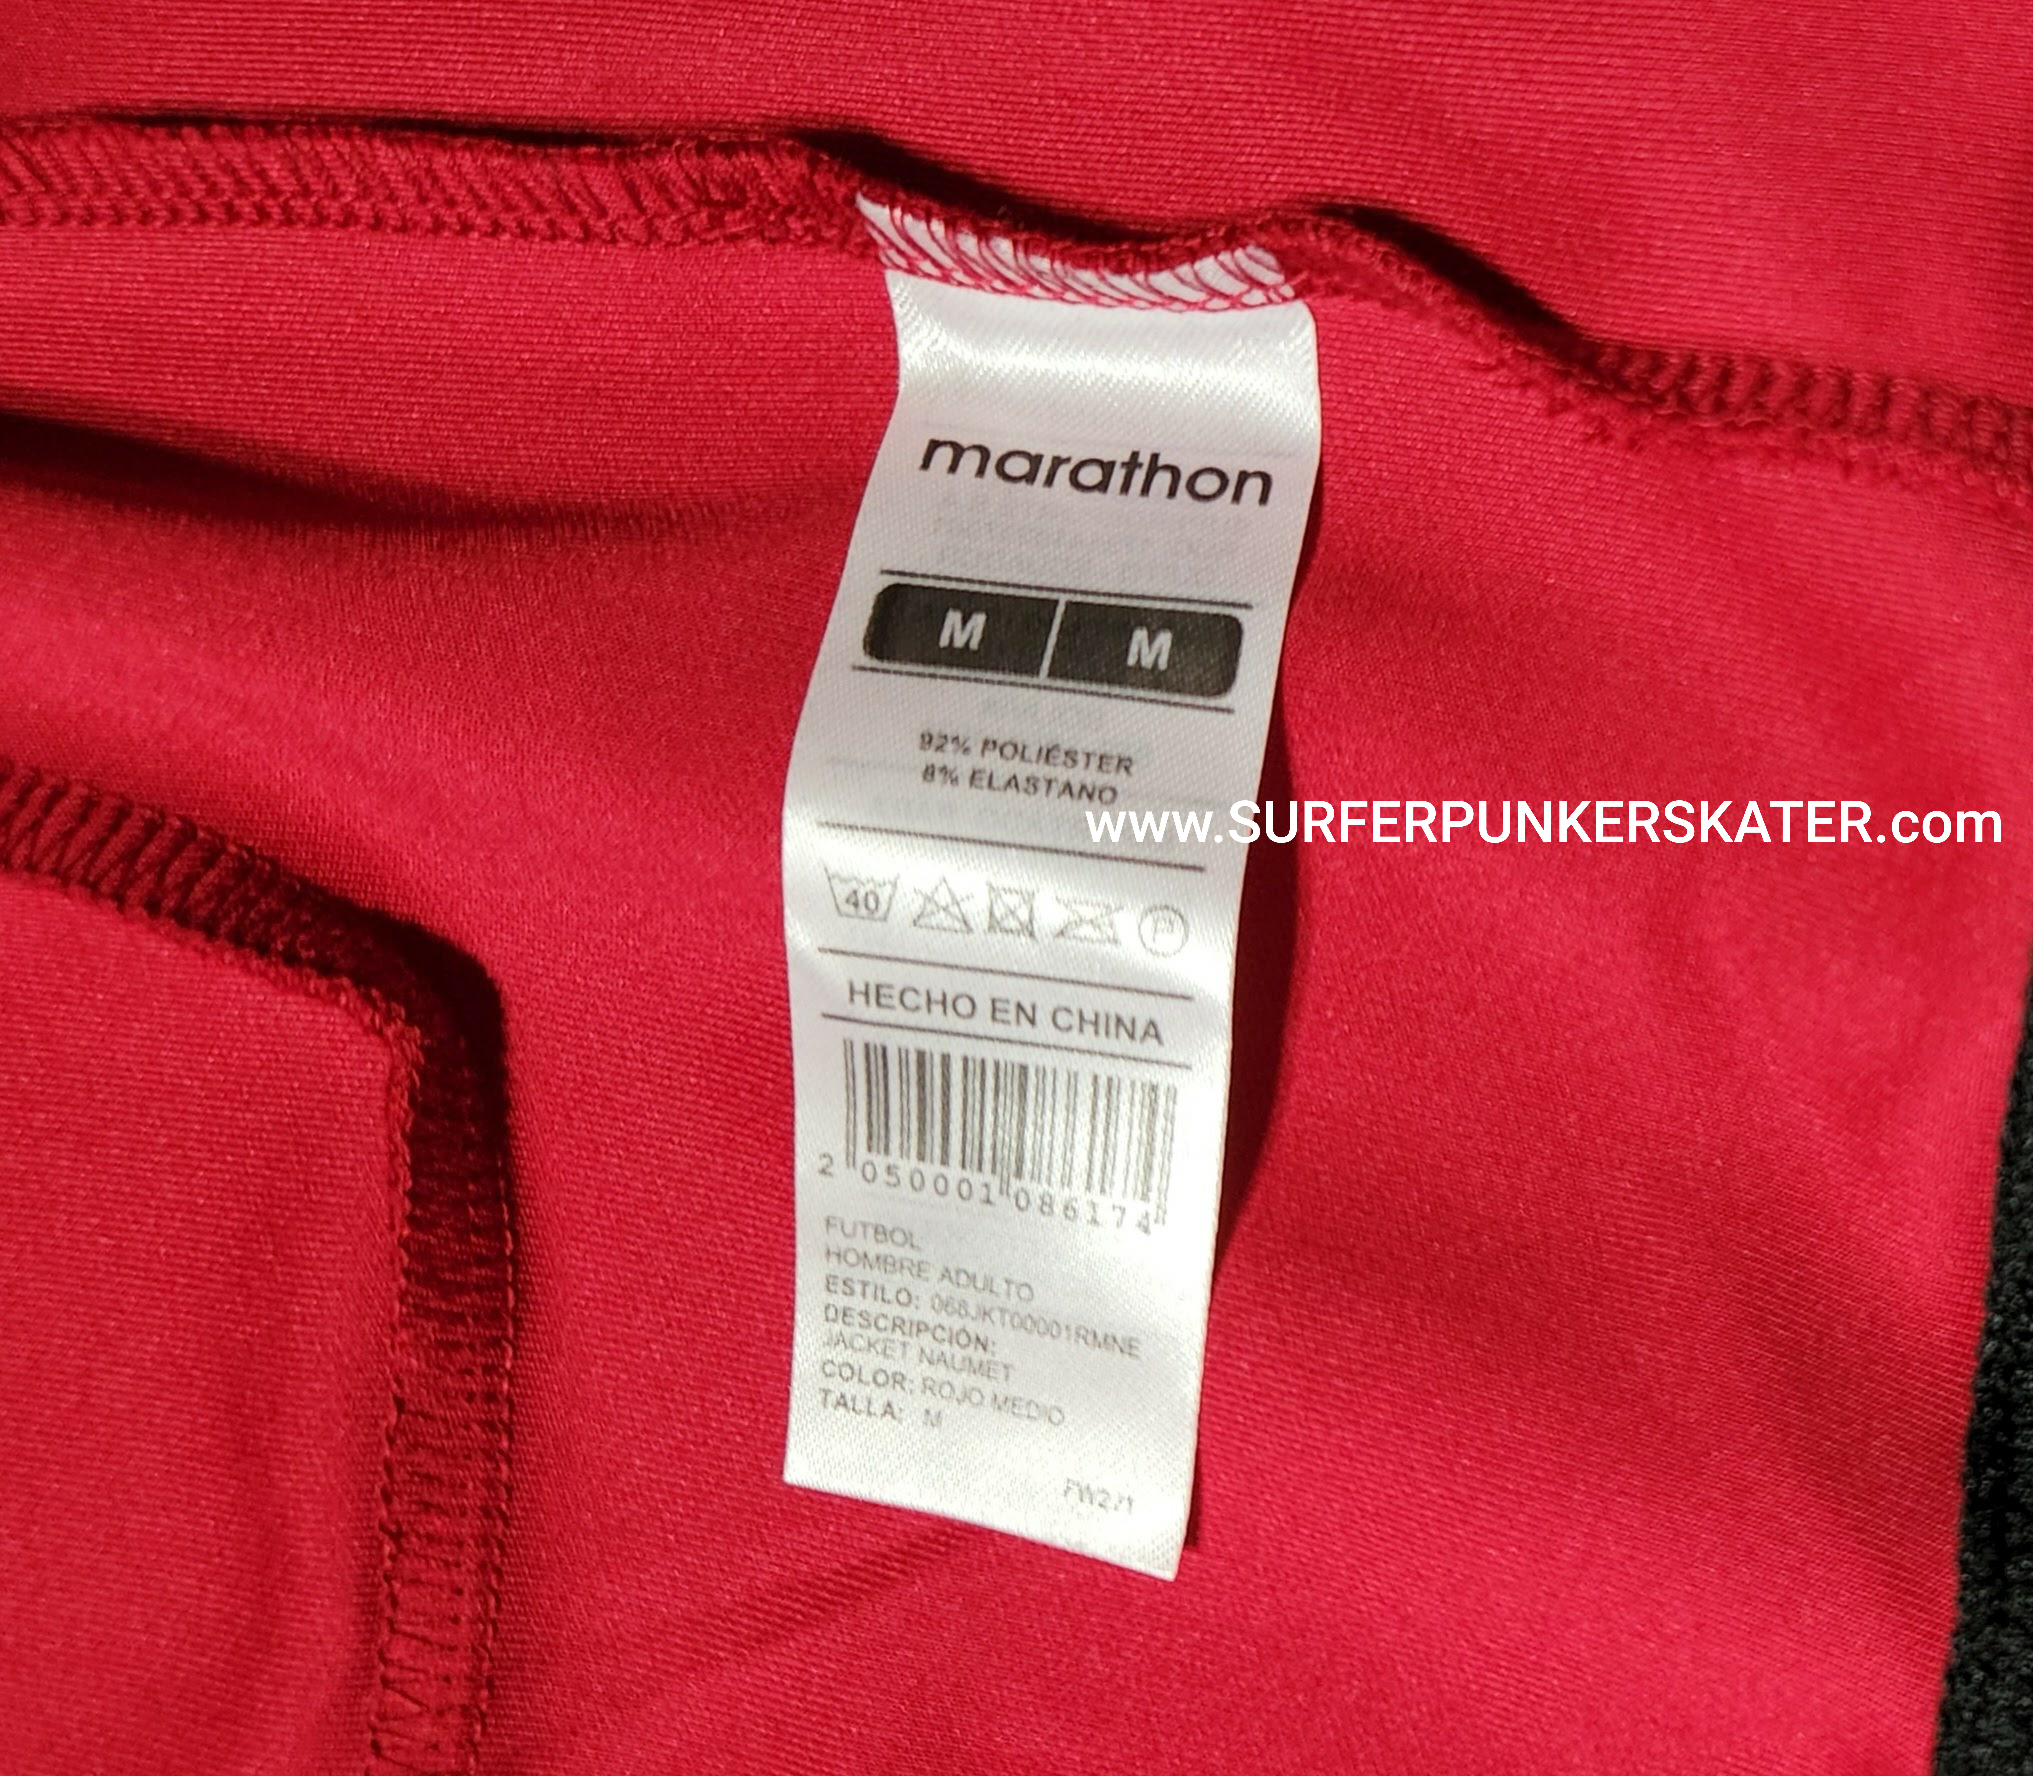 marathon
M M
92% POLIÉSTER
8% ELASTANO
www.SURFERPUNKERSKATER.com
40 P
HECHO EN CHINA
2 050001 086174
FUTBOL
HOMBRE ADULTO
ESTILO: 068JKT00001RMNE
DESCRIPCIÓN:
JACKET NAUMET
COLOR: ROJO MEDIO
TALLA: M
FW271